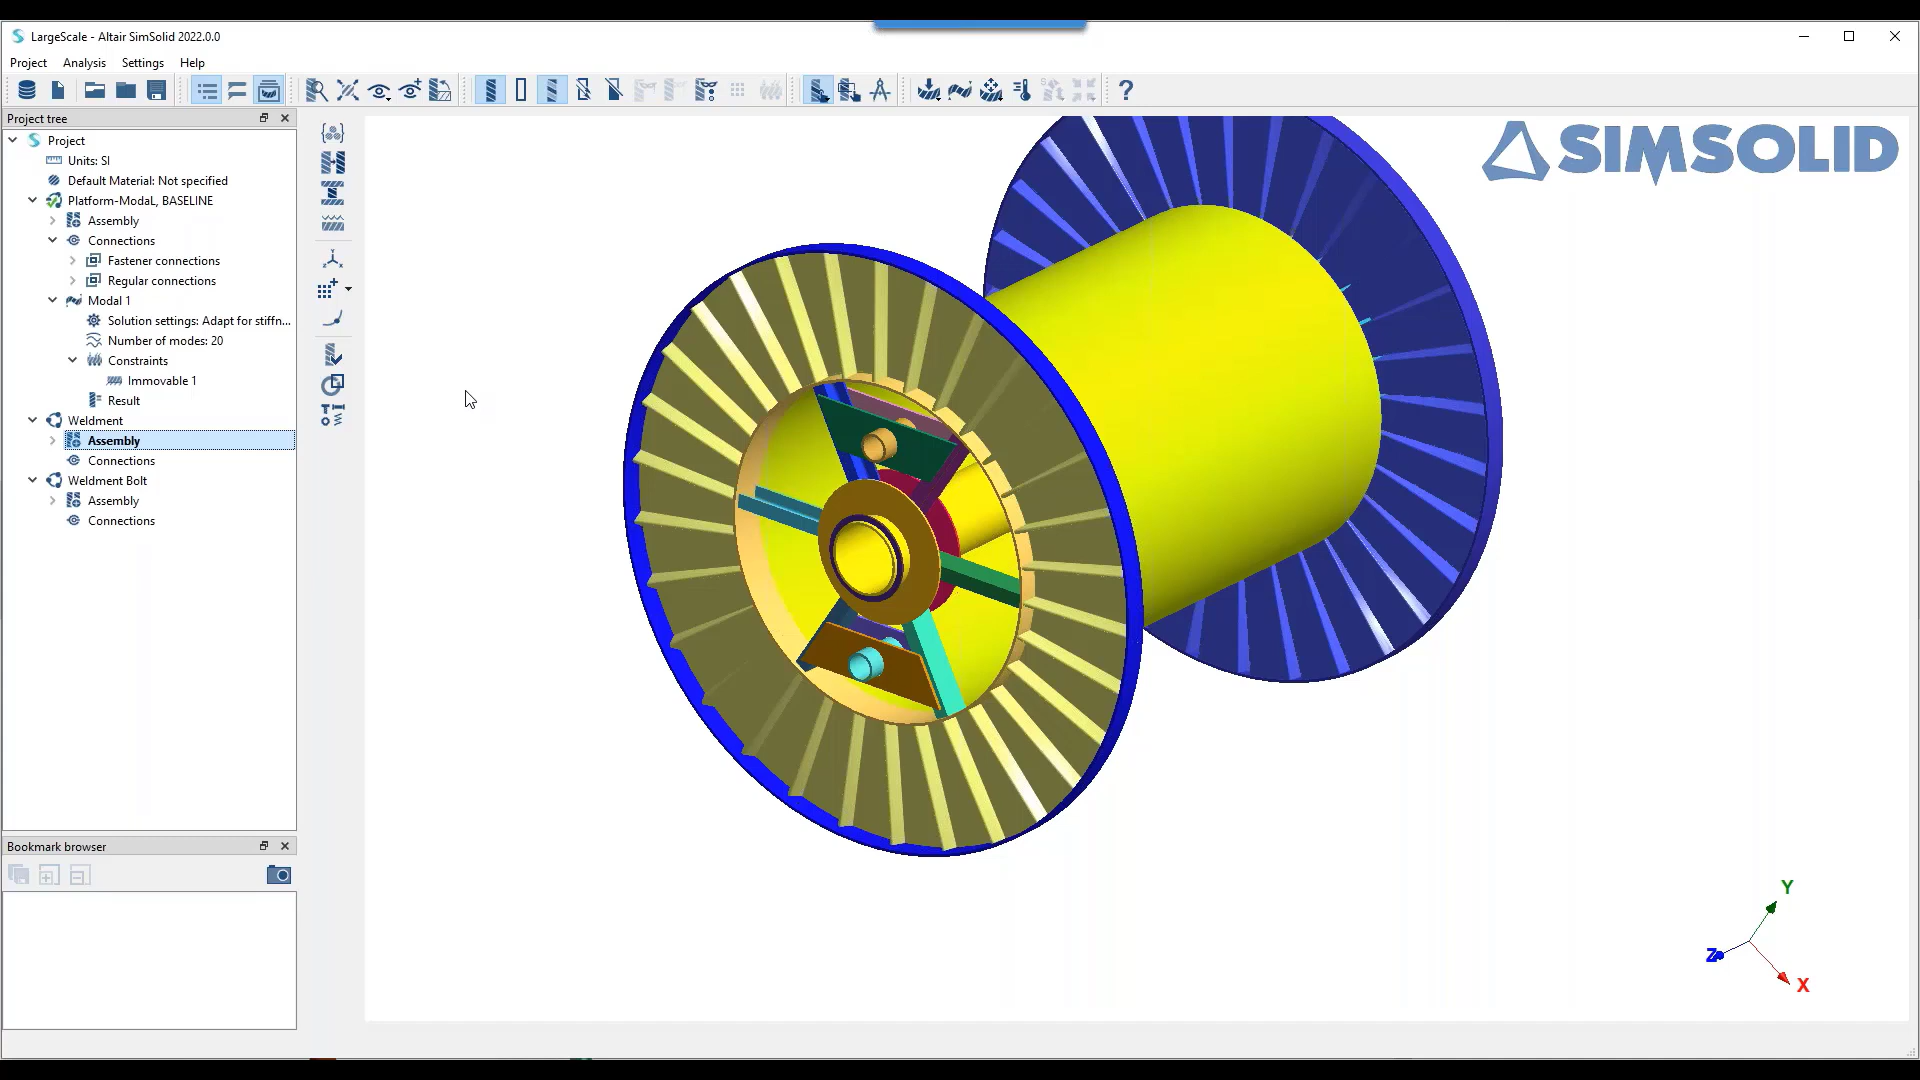 LargeScale - Altair SimSolid 2022.0.0
Project Analysis Settings Help
Project tree
Project
Units: SI
Default Material: Not specified
Platform-ModaL, BASELINE
Assembly
Connections
Fastener connections
Regular connections
Modal 1
Solution settings: Adapt for stiffn...
Number of modes: 20
Constraints
Immovable 1
Result
Weldment
Assembly
Connections
Weldment Bolt
Assembly
Connections
Bookmark browser
SIMSOLID
Y
Z
X